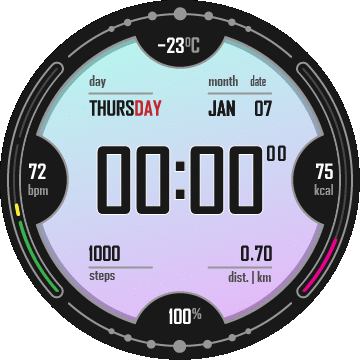 -23°C
day month date
THURSDAY JAN 07
00:00 00
72 bpm
75 kcal
1000 0.70
steps dist. | km
100%